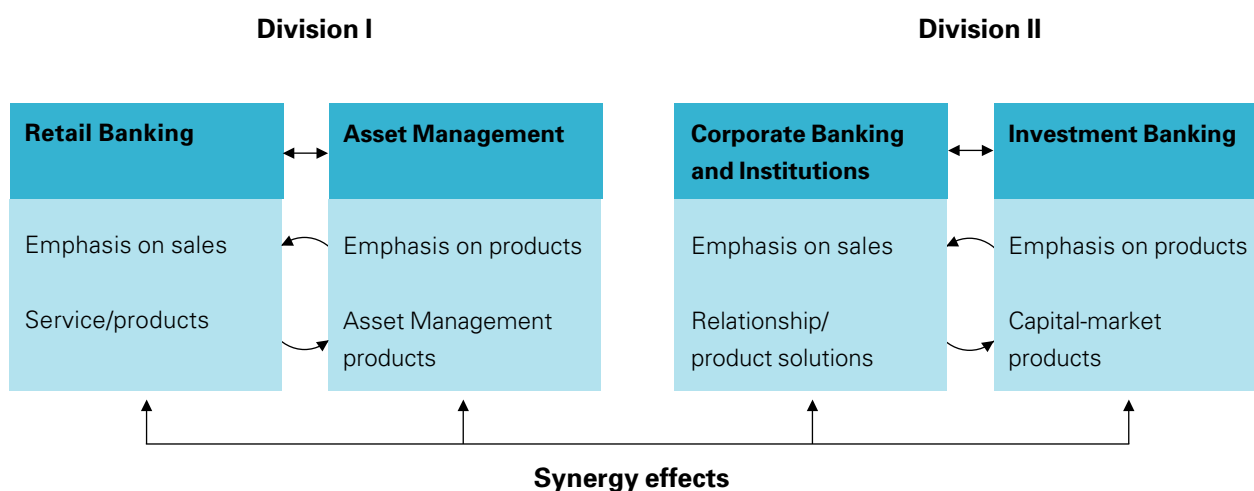 Division I
Division II
Retail Banking
Asset Management
Corporate Banking
and Institutions
Investment Banking
Emphasis on sales
Service/products
Emphasis on products
Asset Management
products
Emphasis on sales
Relationship/
product solutions
Emphasis on products
Capital-market
products
Synergy effects